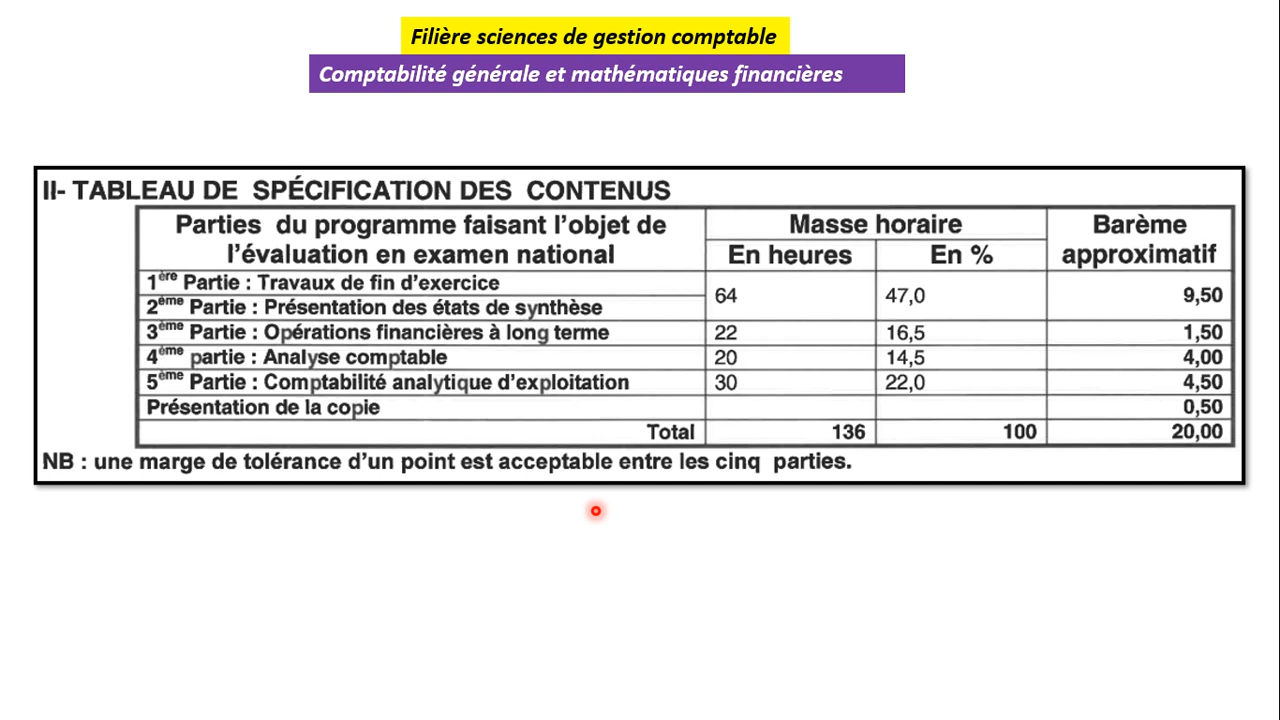 Filière sciences de gestion comptable
Comptabilité générale et mathématiques financières
II- TABLEAU DE SPÉCIFICATION DES CONTENUS
Parties du programme faisant l'objet de l'évaluation en examen national | Masse horaire | Barème approximatif
En heures | En %
1ère Partie : Travaux de fin d'exercice | 64 | 47,0 | 9,50
2ème Partie : Présentation des états de synthèse
3ème Partie : Opérations financières à long terme | 22 | 16,5 | 1,50
4ème partie : Analyse comptable | 20 | 14,5 | 4,00
5ème Partie : Comptabilité analytique d'exploitation | 30 | 22,0 | 4,50
Présentation de la copie | 0,50
Total | 136 | 100 | 20,00
NB : une marge de tolérance d'un point est acceptable entre les cinq parties.